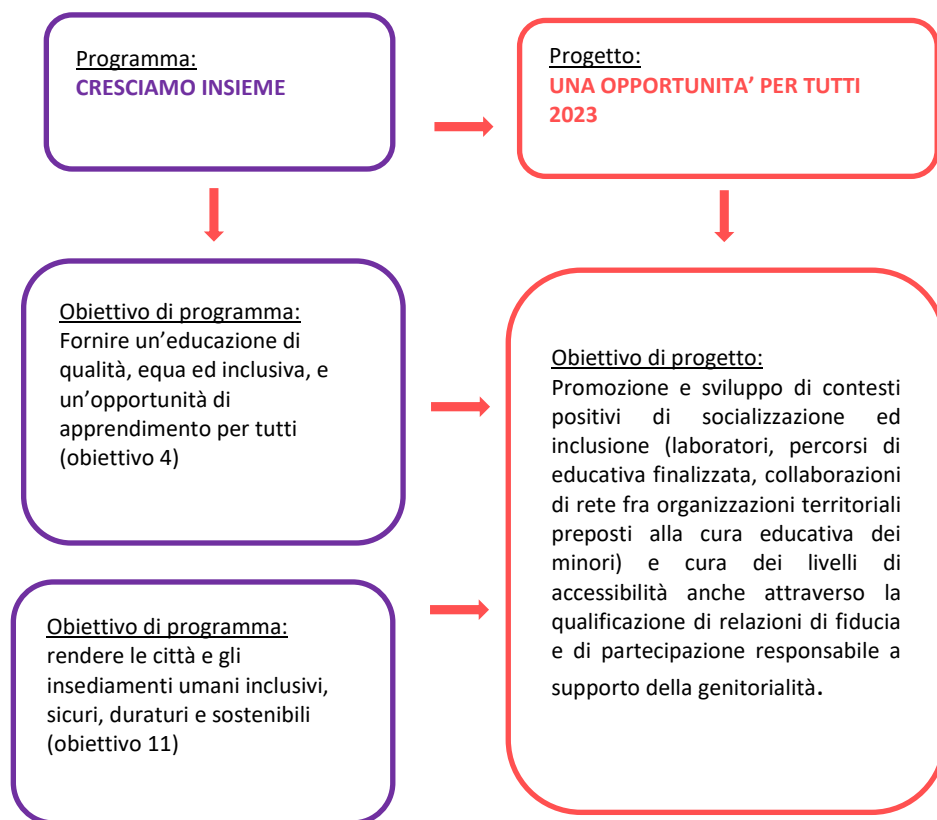 Programma:
CRESCIAMO INSIEME
Progetto:
UNA OPPORTUNITA’ PER TUTTI
2023
Obiettivo di programma:
Fornire un’educazione di
qualità, equa ed inclusiva, e
un’opportunità di
apprendimento per tutti
(obiettivo 4)
Obiettivo di programma:
rendere le città e gli
insediamenti umani inclusivi,
sicuri, duraturi e sostenibili
(obiettivo 11)
Obiettivo di progetto:
Promozione e sviluppo di contesti
positivi di socializzazione ed
inclusione (laboratori, percorsi di
educativa finalizzata, collaborazioni
di rete fra organizzazioni territoriali
preposti alla cura educativa dei
minori) e cura dei livelli di
accessibilità anche attraverso la
qualificazione di relazioni di fiducia
e di partecipazione responsabile a
supporto della genitorialità.